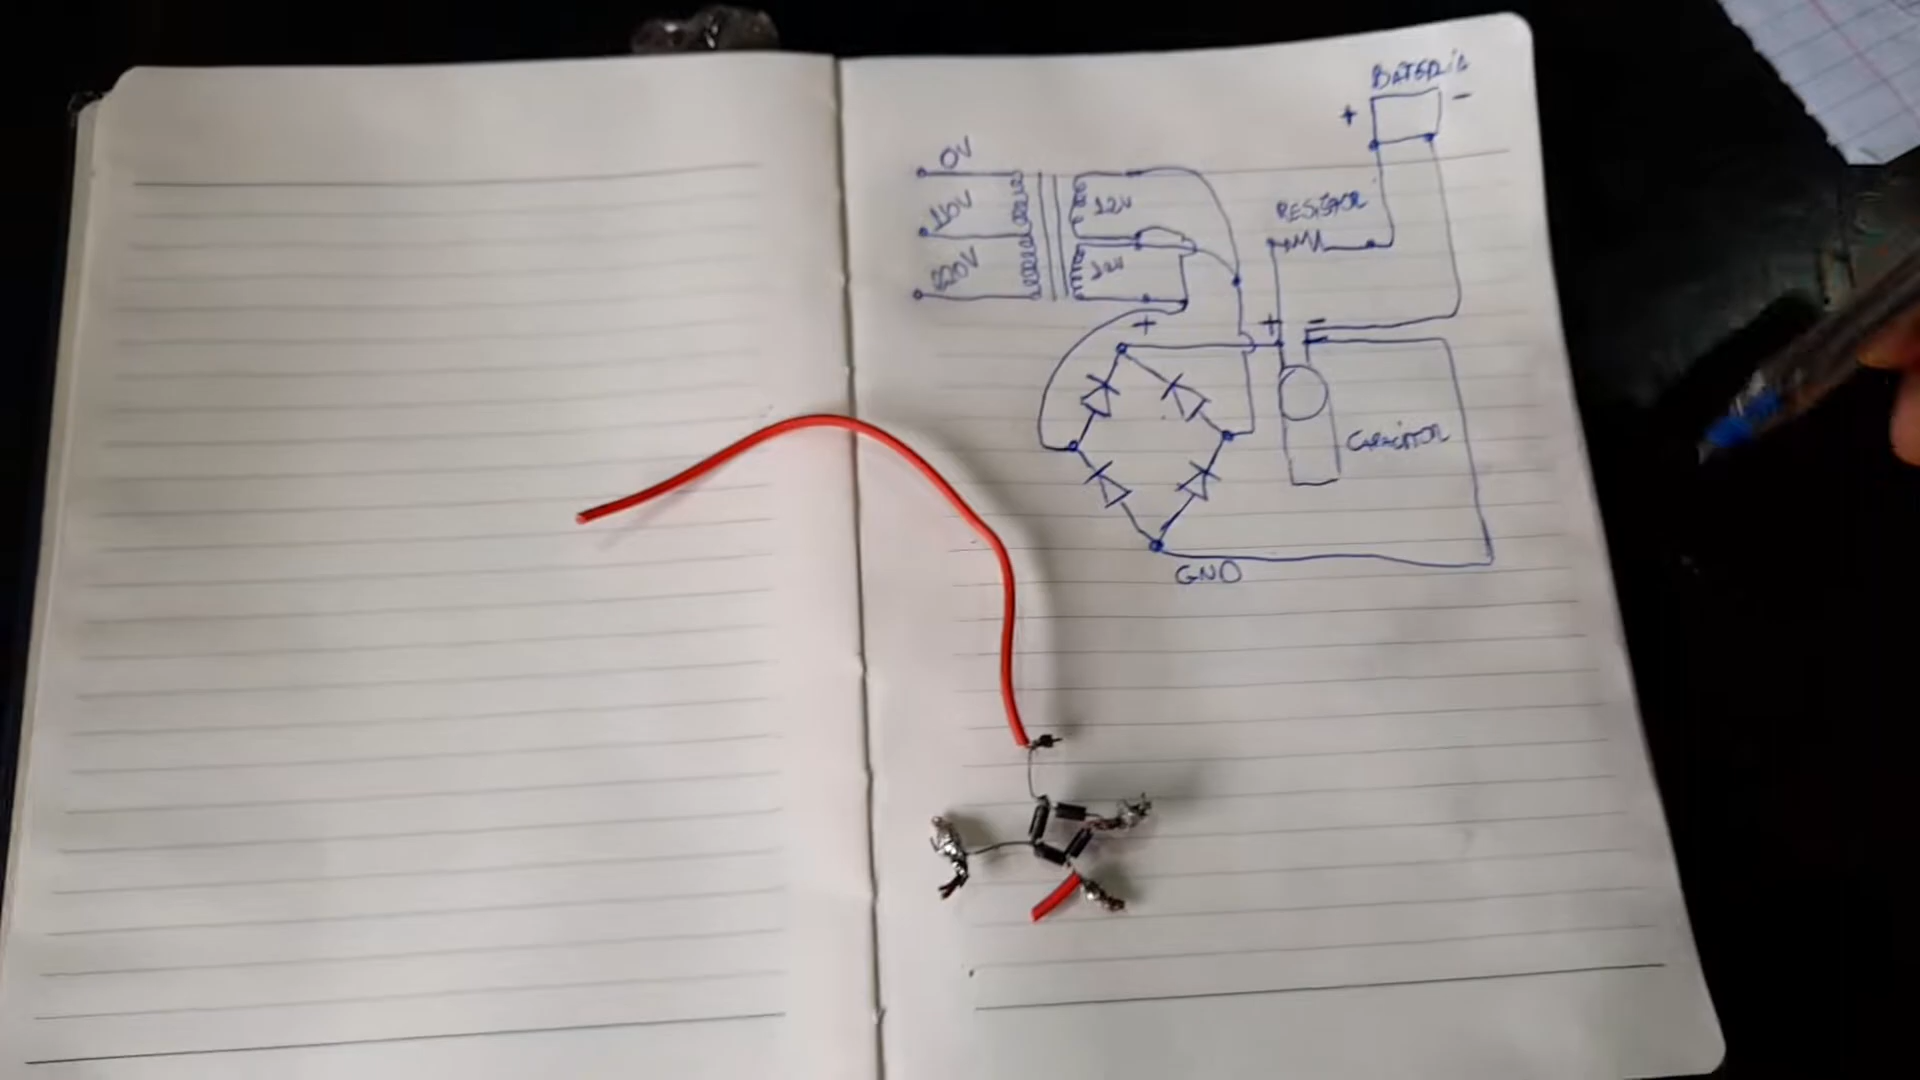 BATERIA
+ -
0V
110V
12V
RESISTOR
220V
12V
+
+ -
CAPACITOR
GND